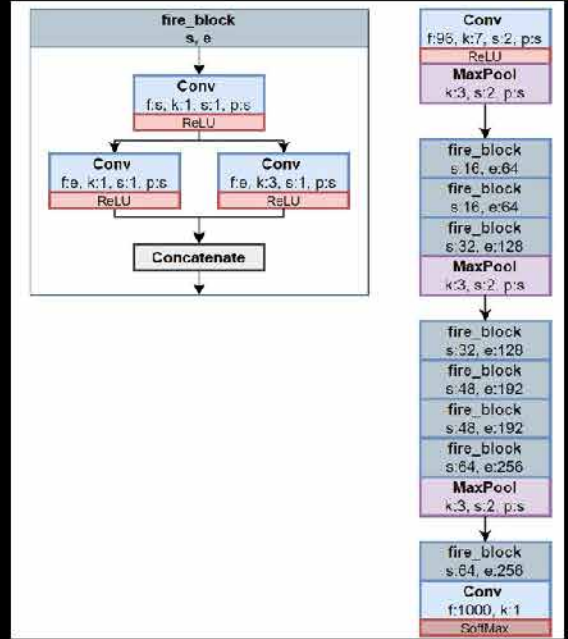 fire_block
s, e
Conv
f:s, k:1, s:1, p:s
ReLU
Conv
f:e, k:1, s:1, p:s
ReLU
Conv
f:e, k:3, s:1, p:s
ReLU
Concatenate
Conv
f:96, k:7, s:2, p:s
ReLU
MaxPool
k:3, s:2, p:s
fire_block
s:16, e:64
fire_block
s:16, e:64
fire_block
s:32, e:128
MaxPool
k:3, s:2, p:s
fire_block
s:32, e:128
fire_block
s:48, e:192
fire_block
s:48, e:192
fire_block
s:64, e:256
MaxPool
k:3, s:2, p:s
fire_block
s:64, e:256
Conv
f:1000, k:1
SoftMax